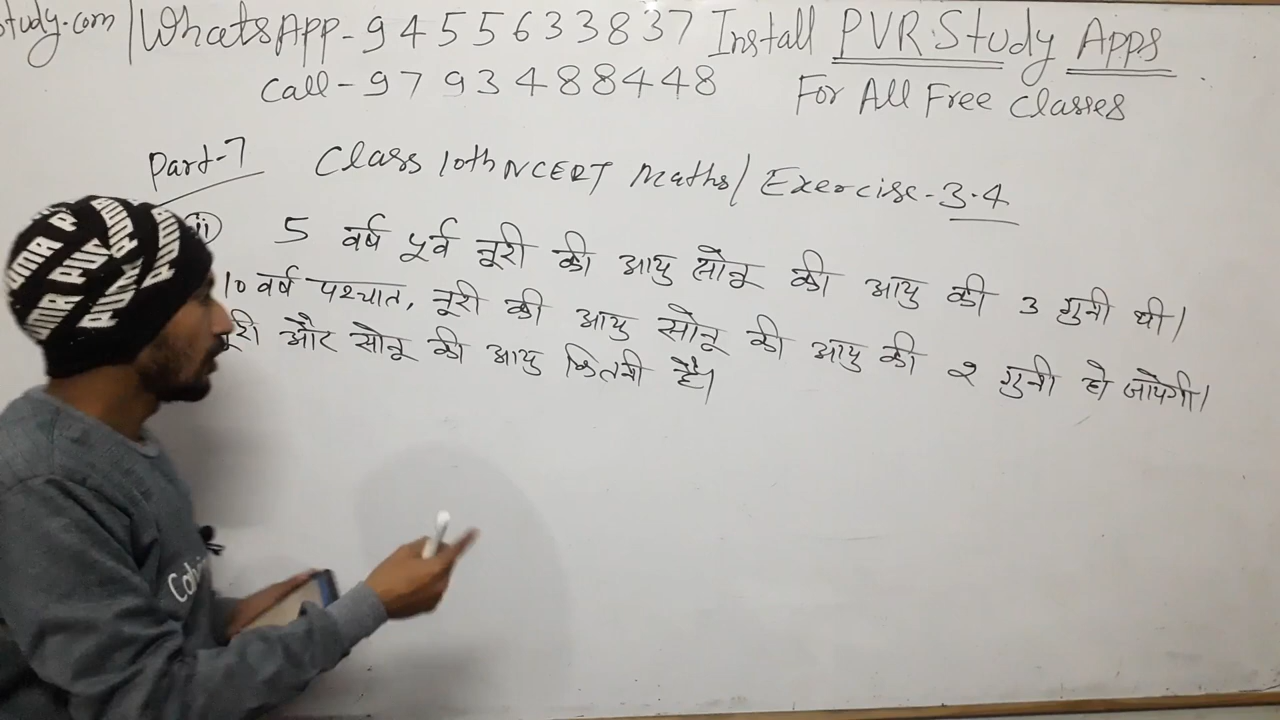 study.com | WhatsApp-9455633837 Install PVR Study Apps
Call-9793488448 For All Free Classes
Part-7 Class 10th NCERT Maths/ Exercise-3.4
ii) 5 वर्ष पूर्व नूरी की आयु सोनू की आयु की 3 गुनी थी।
10 वर्ष पश्चात, नूरी की आयु सोनू की आयु की 2 गुनी हो जायेगी।
और सोनू की आयु कितनी है।